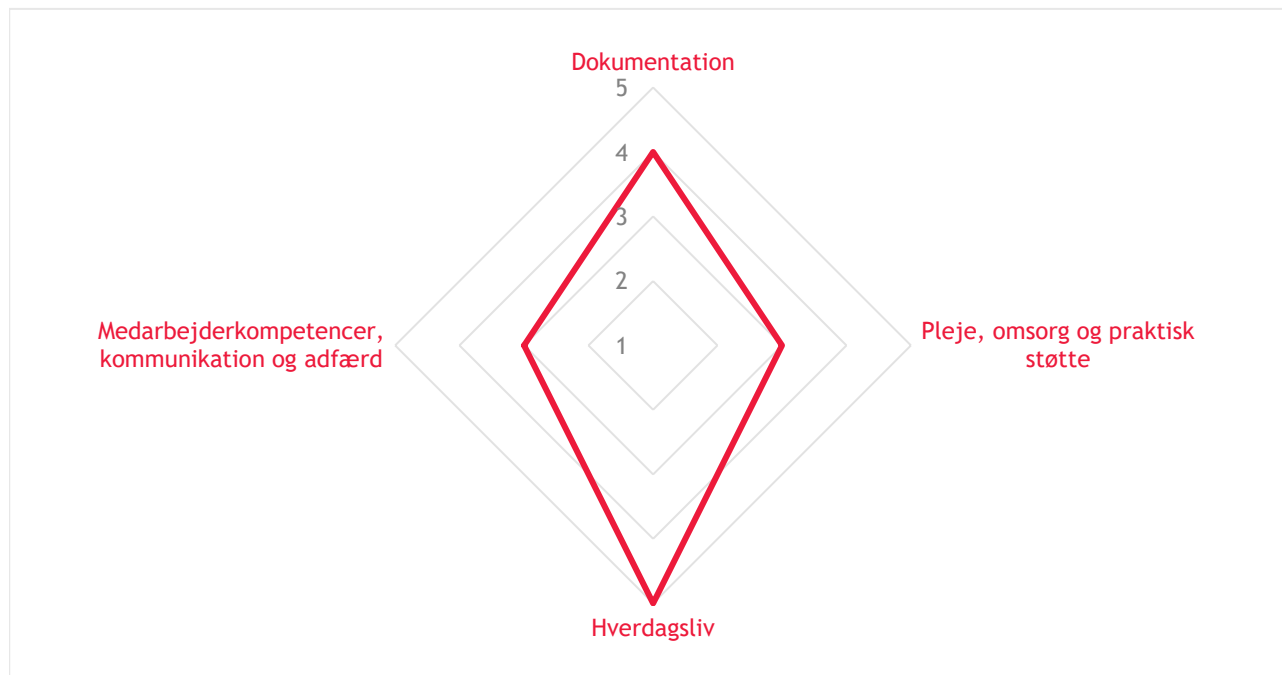 Dokumentation
5
4
3
2
1
Medarbejderkompetencer,
kommunikation og adfærd
Pleje, omsorg og praktisk
støtte
Hverdagsliv